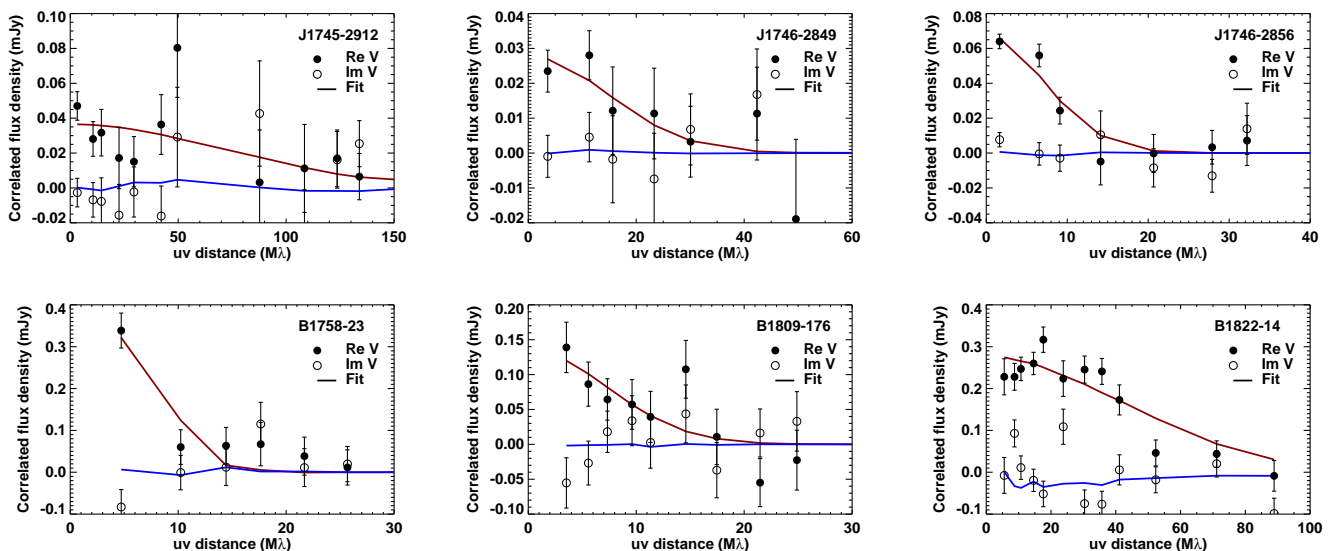 J1745-2912
Re V
Im V
Fit
Correlated flux density (mJy)
0.10
0.08
0.06
0.04
0.02
0.00
-0.02
0 50 100 150
uv distance (Mλ)
J1746-2849
Re V
Im V
Fit
Correlated flux density (mJy)
0.04
0.03
0.02
0.01
0.00
-0.01
-0.02
0 20 40 60
uv distance (Mλ)
J1746-2856
Re V
Im V
Fit
Correlated flux density (mJy)
0.08
0.06
0.04
0.02
0.00
-0.02
-0.04
0 10 20 30 40
uv distance (Mλ)
B1758-23
Re V
Im V
Fit
Correlated flux density (mJy)
0.4
0.3
0.2
0.1
0.0
-0.1
0 10 20 30
uv distance (Mλ)
B1809-176
Re V
Im V
Fit
Correlated flux density (mJy)
0.20
0.15
0.10
0.05
0.00
-0.05
-0.10
0 10 20 30
uv distance (Mλ)
B1822-14
Re V
Im V
Fit
Correlated flux density (mJy)
0.4
0.3
0.2
0.1
0.0
-0.1
0 20 40 60 80 100
uv distance (Mλ)